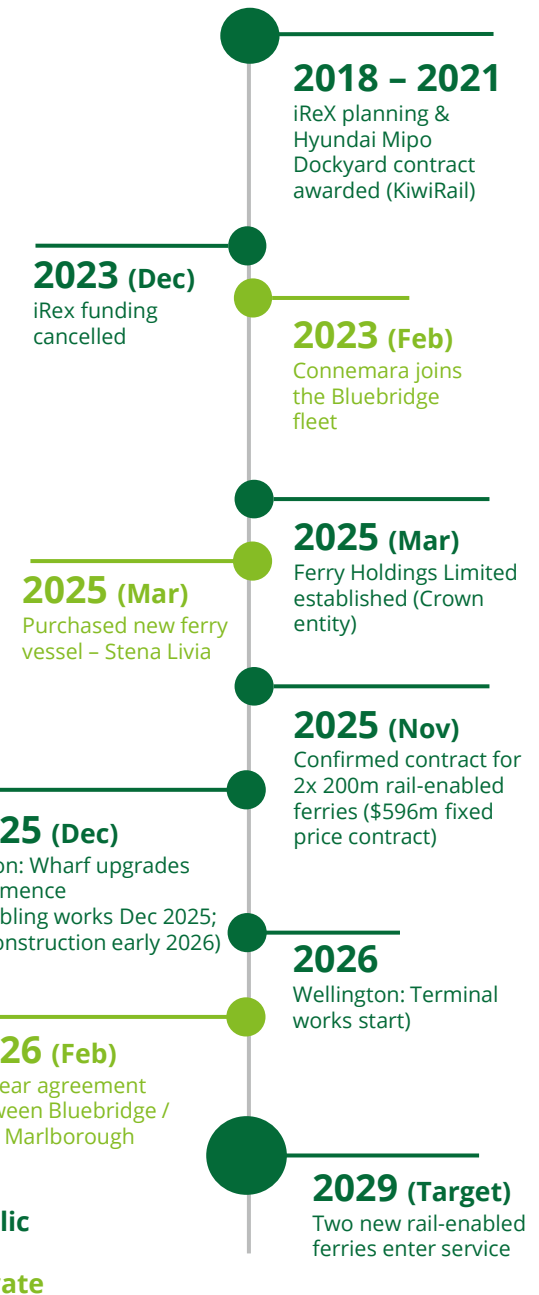 2018 – 2021
iReX planning &
Hyundai Mipo
Dockyard contract
awarded (KiwiRail)
2023 (Dec)
iRex funding
cancelled
2023 (Feb)
Connemara joins
the Bluebridge
fleet
2025 (Mar)
Ferry Holdings Limited
established (Crown
entity)
2025 (Mar)
Purchased new ferry
vessel – Stena Livia
2025 (Nov)
Confirmed contract for
2x 200m rail-enabled
ferries ($596m fixed
price contract)
25 (Dec)
on: Wharf upgrades
mence
bling works Dec 2025;
onstruction early 2026)
2026
Wellington: Terminal
works start)
26 (Feb)
ear agreement
ween Bluebridge /
Marlborough
2029 (Target)
Two new rail-enabled
ferries enter service
lic
ate